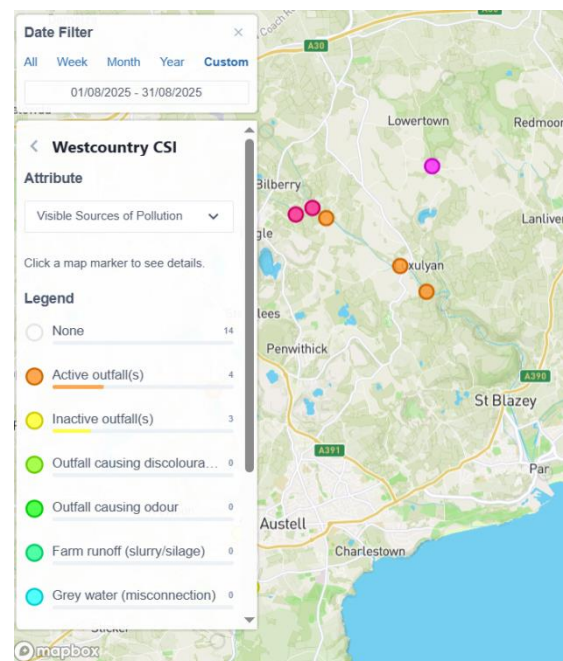 Date Filter
×
All Week Month Year Custom
01/08/2025 - 31/08/2025
Westcountry CSI
Attribute
Visible Sources of Pollution
Click a map marker to see details.
Legend
None 14
Active outfall(s) 4
Inactive outfall(s) 3
Outfall causing discoloura... 0
Outfall causing odour 0
Farm runoff (slurry/silage) 0
Grey water (misconnection) 0
mapbox
A30
Lowertown
Redmoor
Bilberry
Lanliver
gle
xulyan
lees
Penwithick
A390
St Blazey
A391
Par
Austell
Charlestown